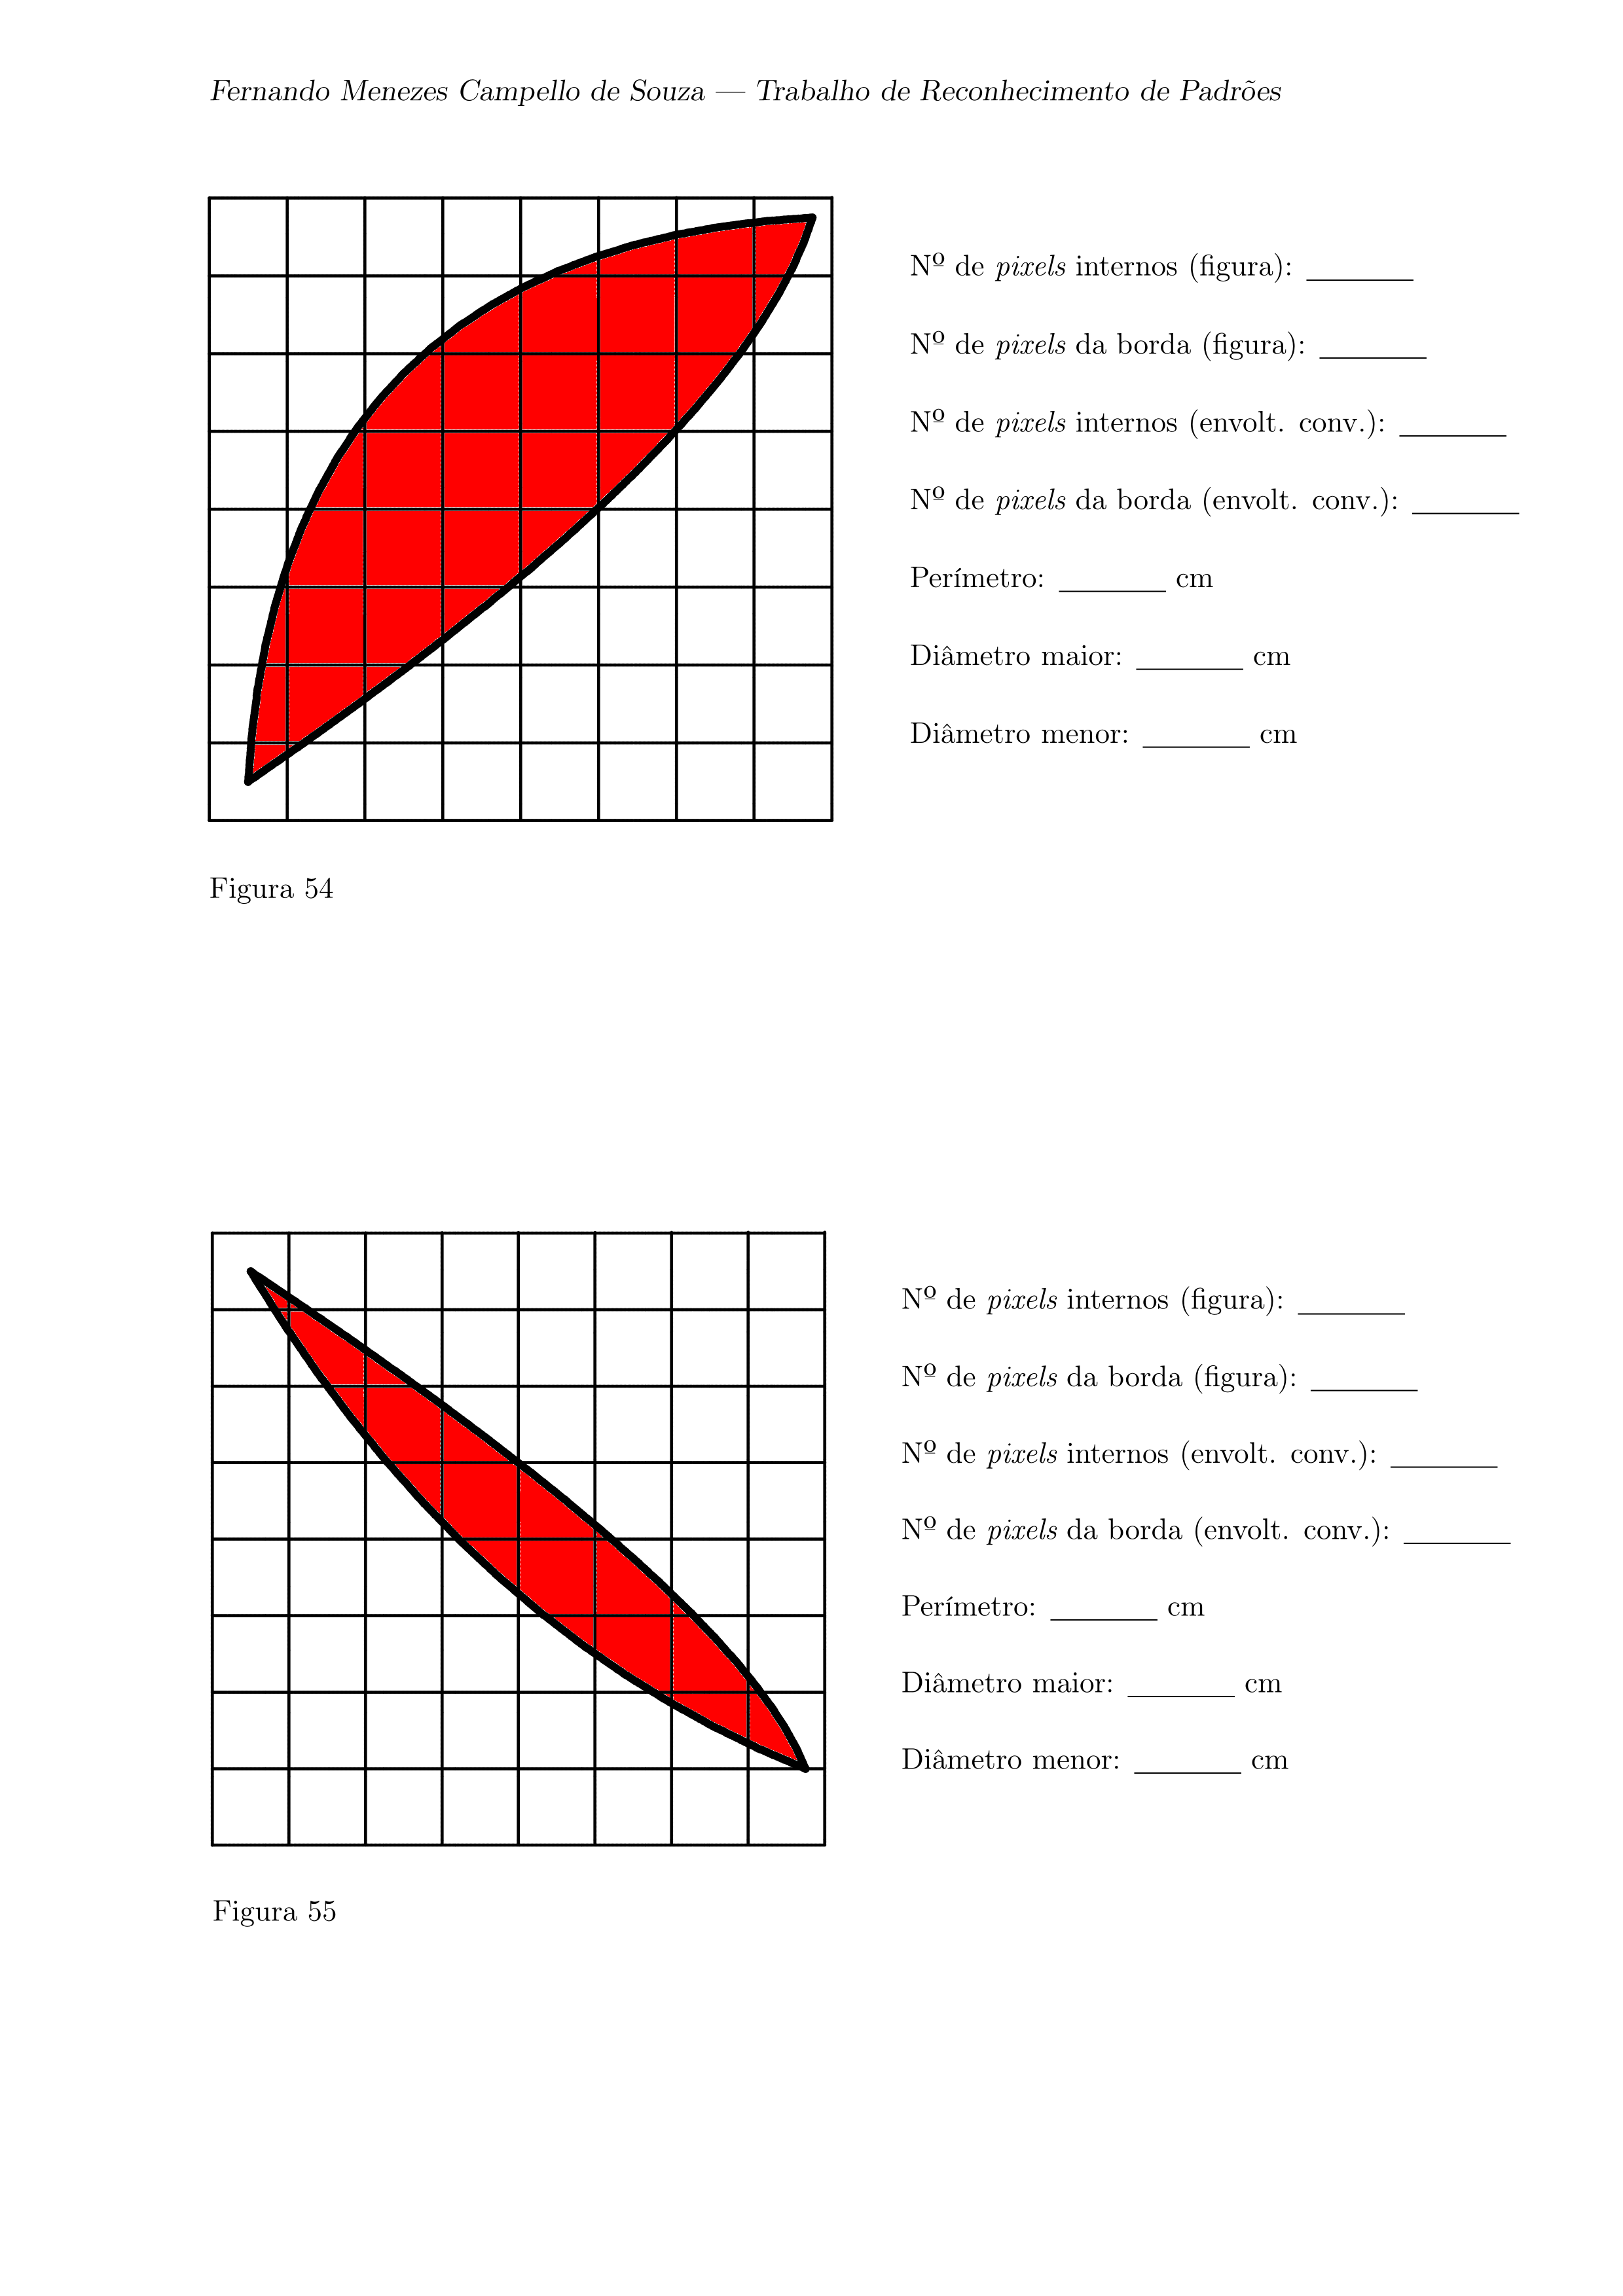 Fernando Menezes Campello de Souza — Trabalho de Reconhecimento de Padrões
Nº de pixels internos (figura): _______
Nº de pixels da borda (figura): _______
Nº de pixels internos (envolt. conv.): _______
Nº de pixels da borda (envolt. conv.): _______
Perímetro: _______ cm
Diâmetro maior: _______ cm
Diâmetro menor: _______ cm
Figura 54
Nº de pixels internos (figura): _______
Nº de pixels da borda (figura): _______
Nº de pixels internos (envolt. conv.): _______
Nº de pixels da borda (envolt. conv.): _______
Perímetro: _______ cm
Diâmetro maior: _______ cm
Diâmetro menor: _______ cm
Figura 55